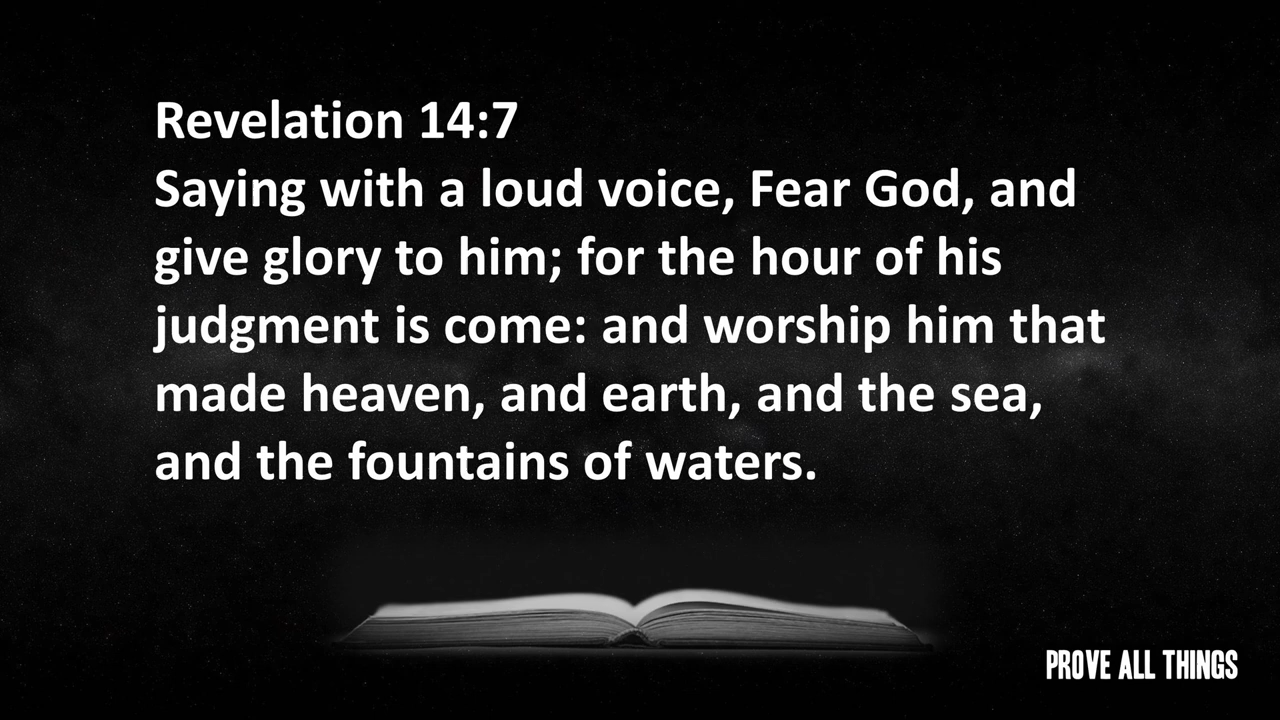 Revelation 14:7
Saying with a loud voice, Fear God, and
give glory to him; for the hour of his
judgment is come: and worship him that
made heaven, and earth, and the sea,
and the fountains of waters.
PROVE ALL THINGS